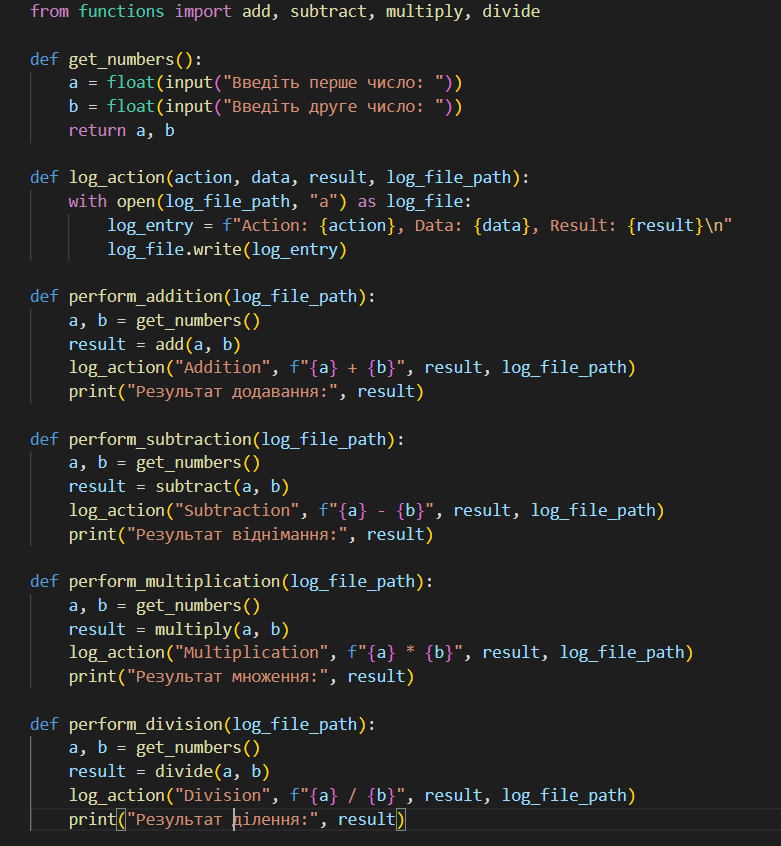 from functions import add, subtract, multiply, divide
def get_numbers():
    a = float(input("Введіть перше число: "))
    b = float(input("Введіть друге число: "))
    return a, b
def log_action(action, data, result, log_file_path):
    with open(log_file_path, "a") as log_file:
        log_entry = f"Action: {action}, Data: {data}, Result: {result}\n"
        log_file.write(log_entry)
def perform_addition(log_file_path):
    a, b = get_numbers()
    result = add(a, b)
    log_action("Addition", f"{a} + {b}", result, log_file_path)
    print("Результат додавання:", result)
def perform_subtraction(log_file_path):
    a, b = get_numbers()
    result = subtract(a, b)
    log_action("Subtraction", f"{a} - {b}", result, log_file_path)
    print("Результат віднімання:", result)
def perform_multiplication(log_file_path):
    a, b = get_numbers()
    result = multiply(a, b)
    log_action("Multiplication", f"{a} * {b}", result, log_file_path)
    print("Результат множення:", result)
def perform_division(log_file_path):
    a, b = get_numbers()
    result = divide(a, b)
    log_action("Division", f"{a} / {b}", result, log_file_path)
    print("Результат ділення:", result)